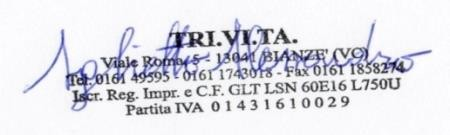 TRI.VI.TA.
Viale Roma, 5 - 13041 BIANZE' (VC)
Tel. 0161 49595 - 0161 1743018 - Fax 0161 1858274
Iscr. Reg. Impr. e C.F. GLT LSN 60E16 L750U
Partita IVA 01431610029